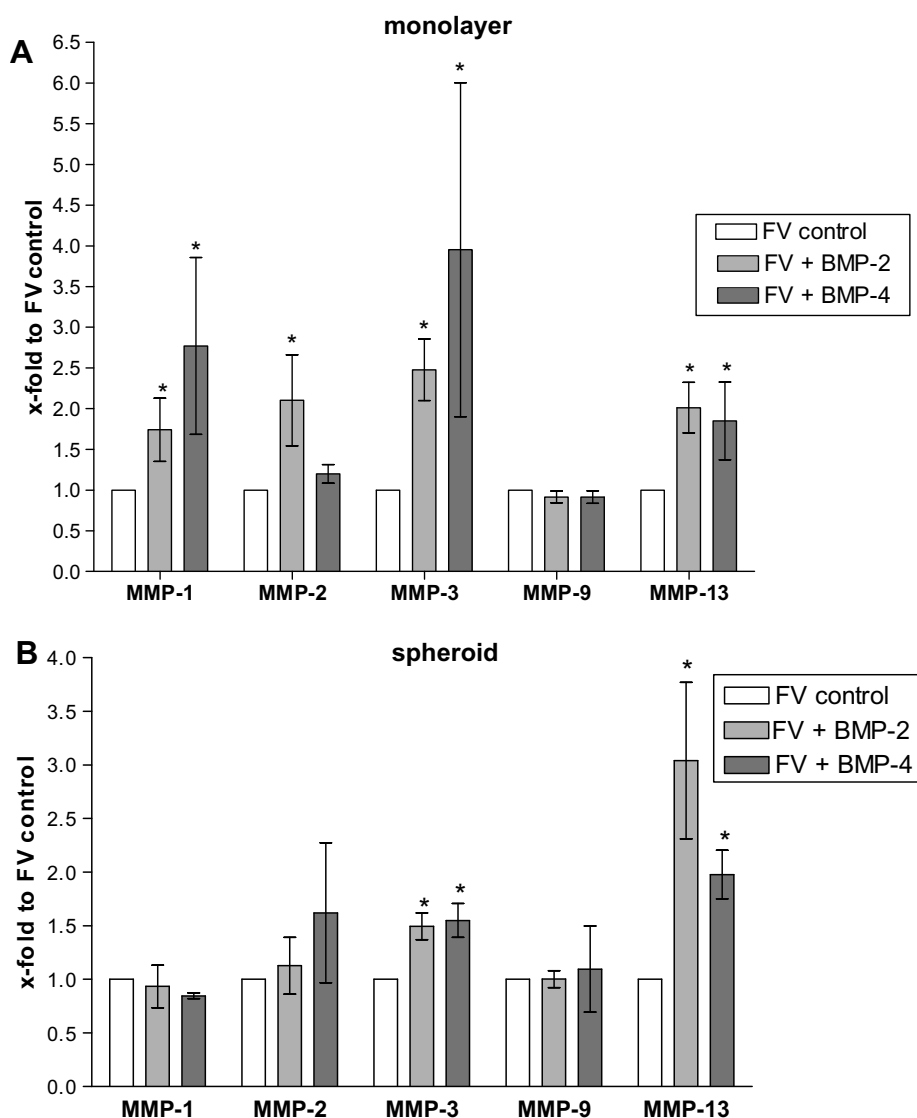 A
monolayer
x-fold to FV control
6.5
6.0
5.5
5.0
4.5
4.0
3.5
3.0
2.5
2.0
1.5
1.0
0.5
0.0
* * * * * * *
FV control
FV + BMP-2
FV + BMP-4
MMP-1 MMP-2 MMP-3 MMP-9 MMP-13
B
spheroid
x-fold to FV control
4.0
3.5
3.0
2.5
2.0
1.5
1.0
0.5
0.0
* * * *
FV control
FV + BMP-2
FV + BMP-4
MMP-1 MMP-2 MMP-3 MMP-9 MMP-13